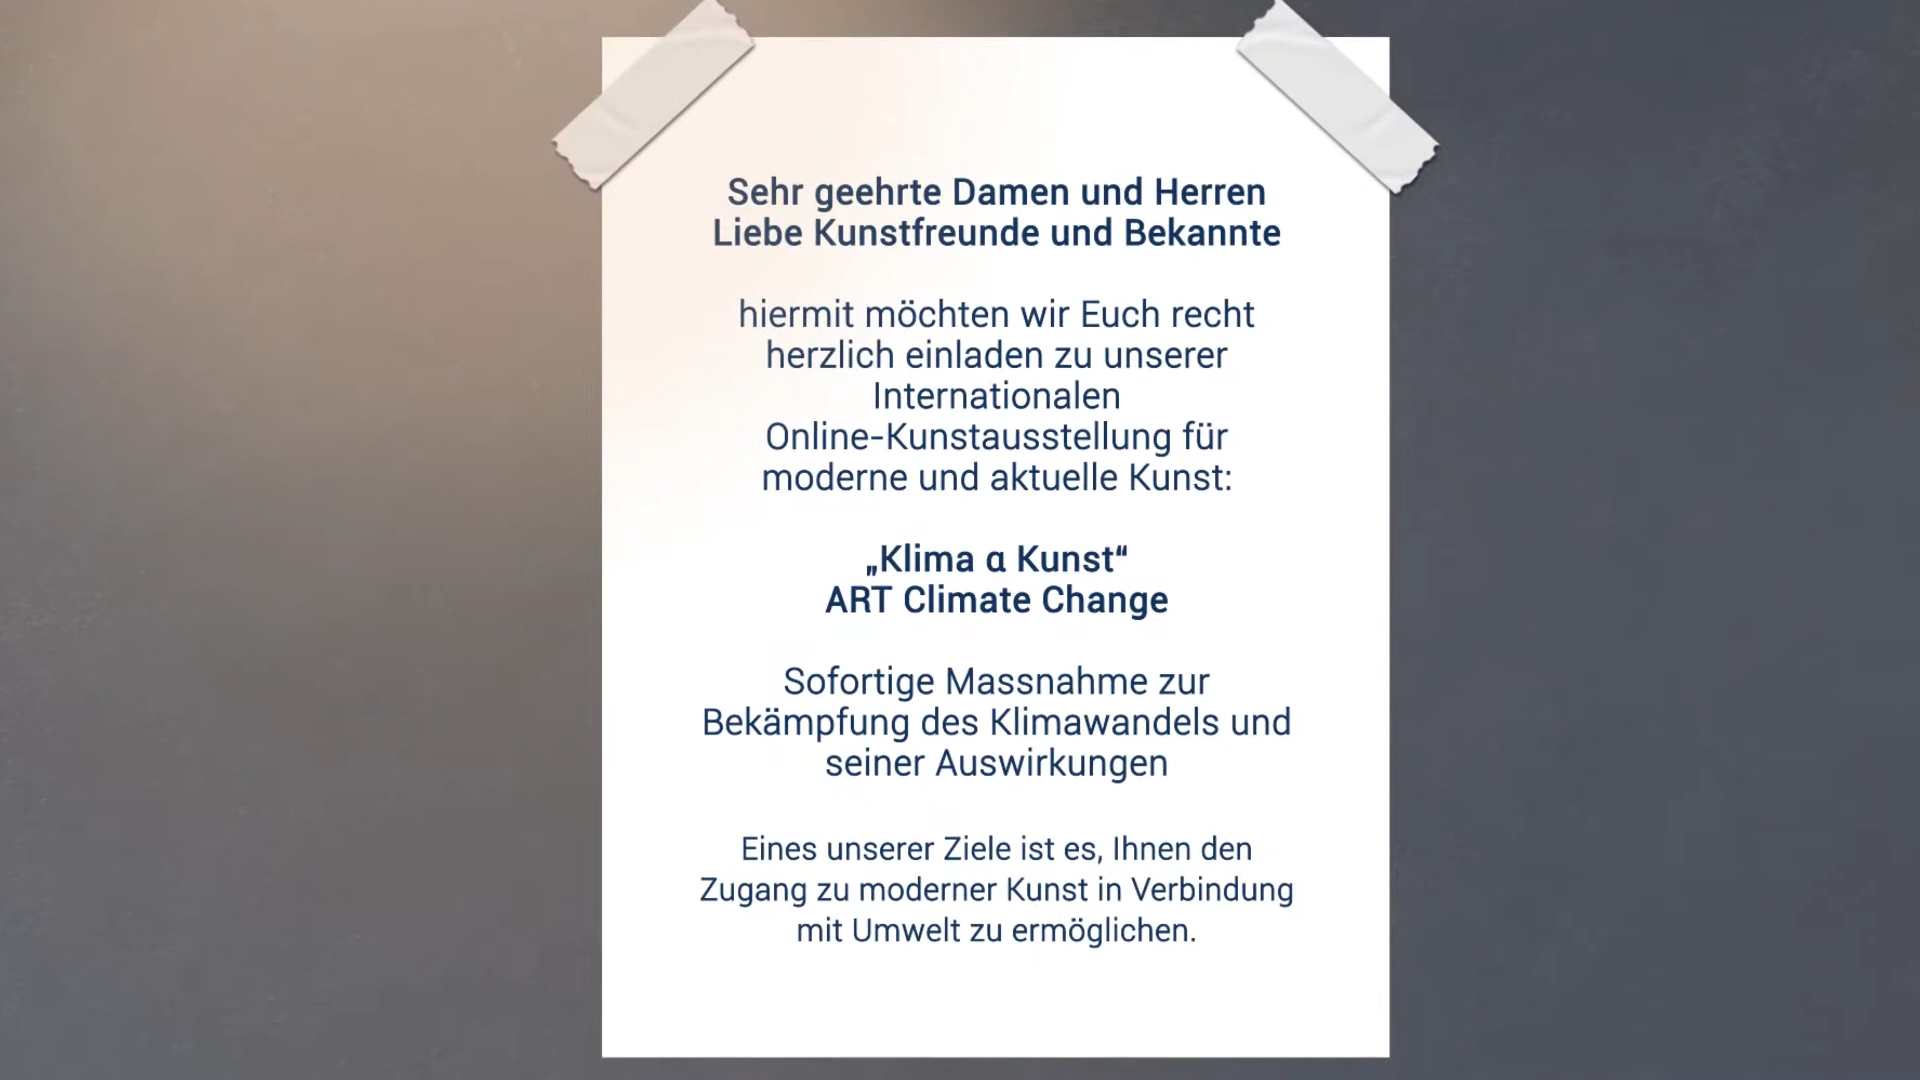 Sehr geehrte Damen und Herren
Liebe Kunstfreunde und Bekannte
hiermit möchten wir Euch recht
herzlich einladen zu unserer
Internationalen
Online-Kunstausstellung für
moderne und aktuelle Kunst:
„Klima α Kunst“
ART Climate Change
Sofortige Massnahme zur
Bekämpfung des Klimawandels und
seiner Auswirkungen
Eines unserer Ziele ist es, Ihnen den
Zugang zu moderner Kunst in Verbindung
mit Umwelt zu ermöglichen.